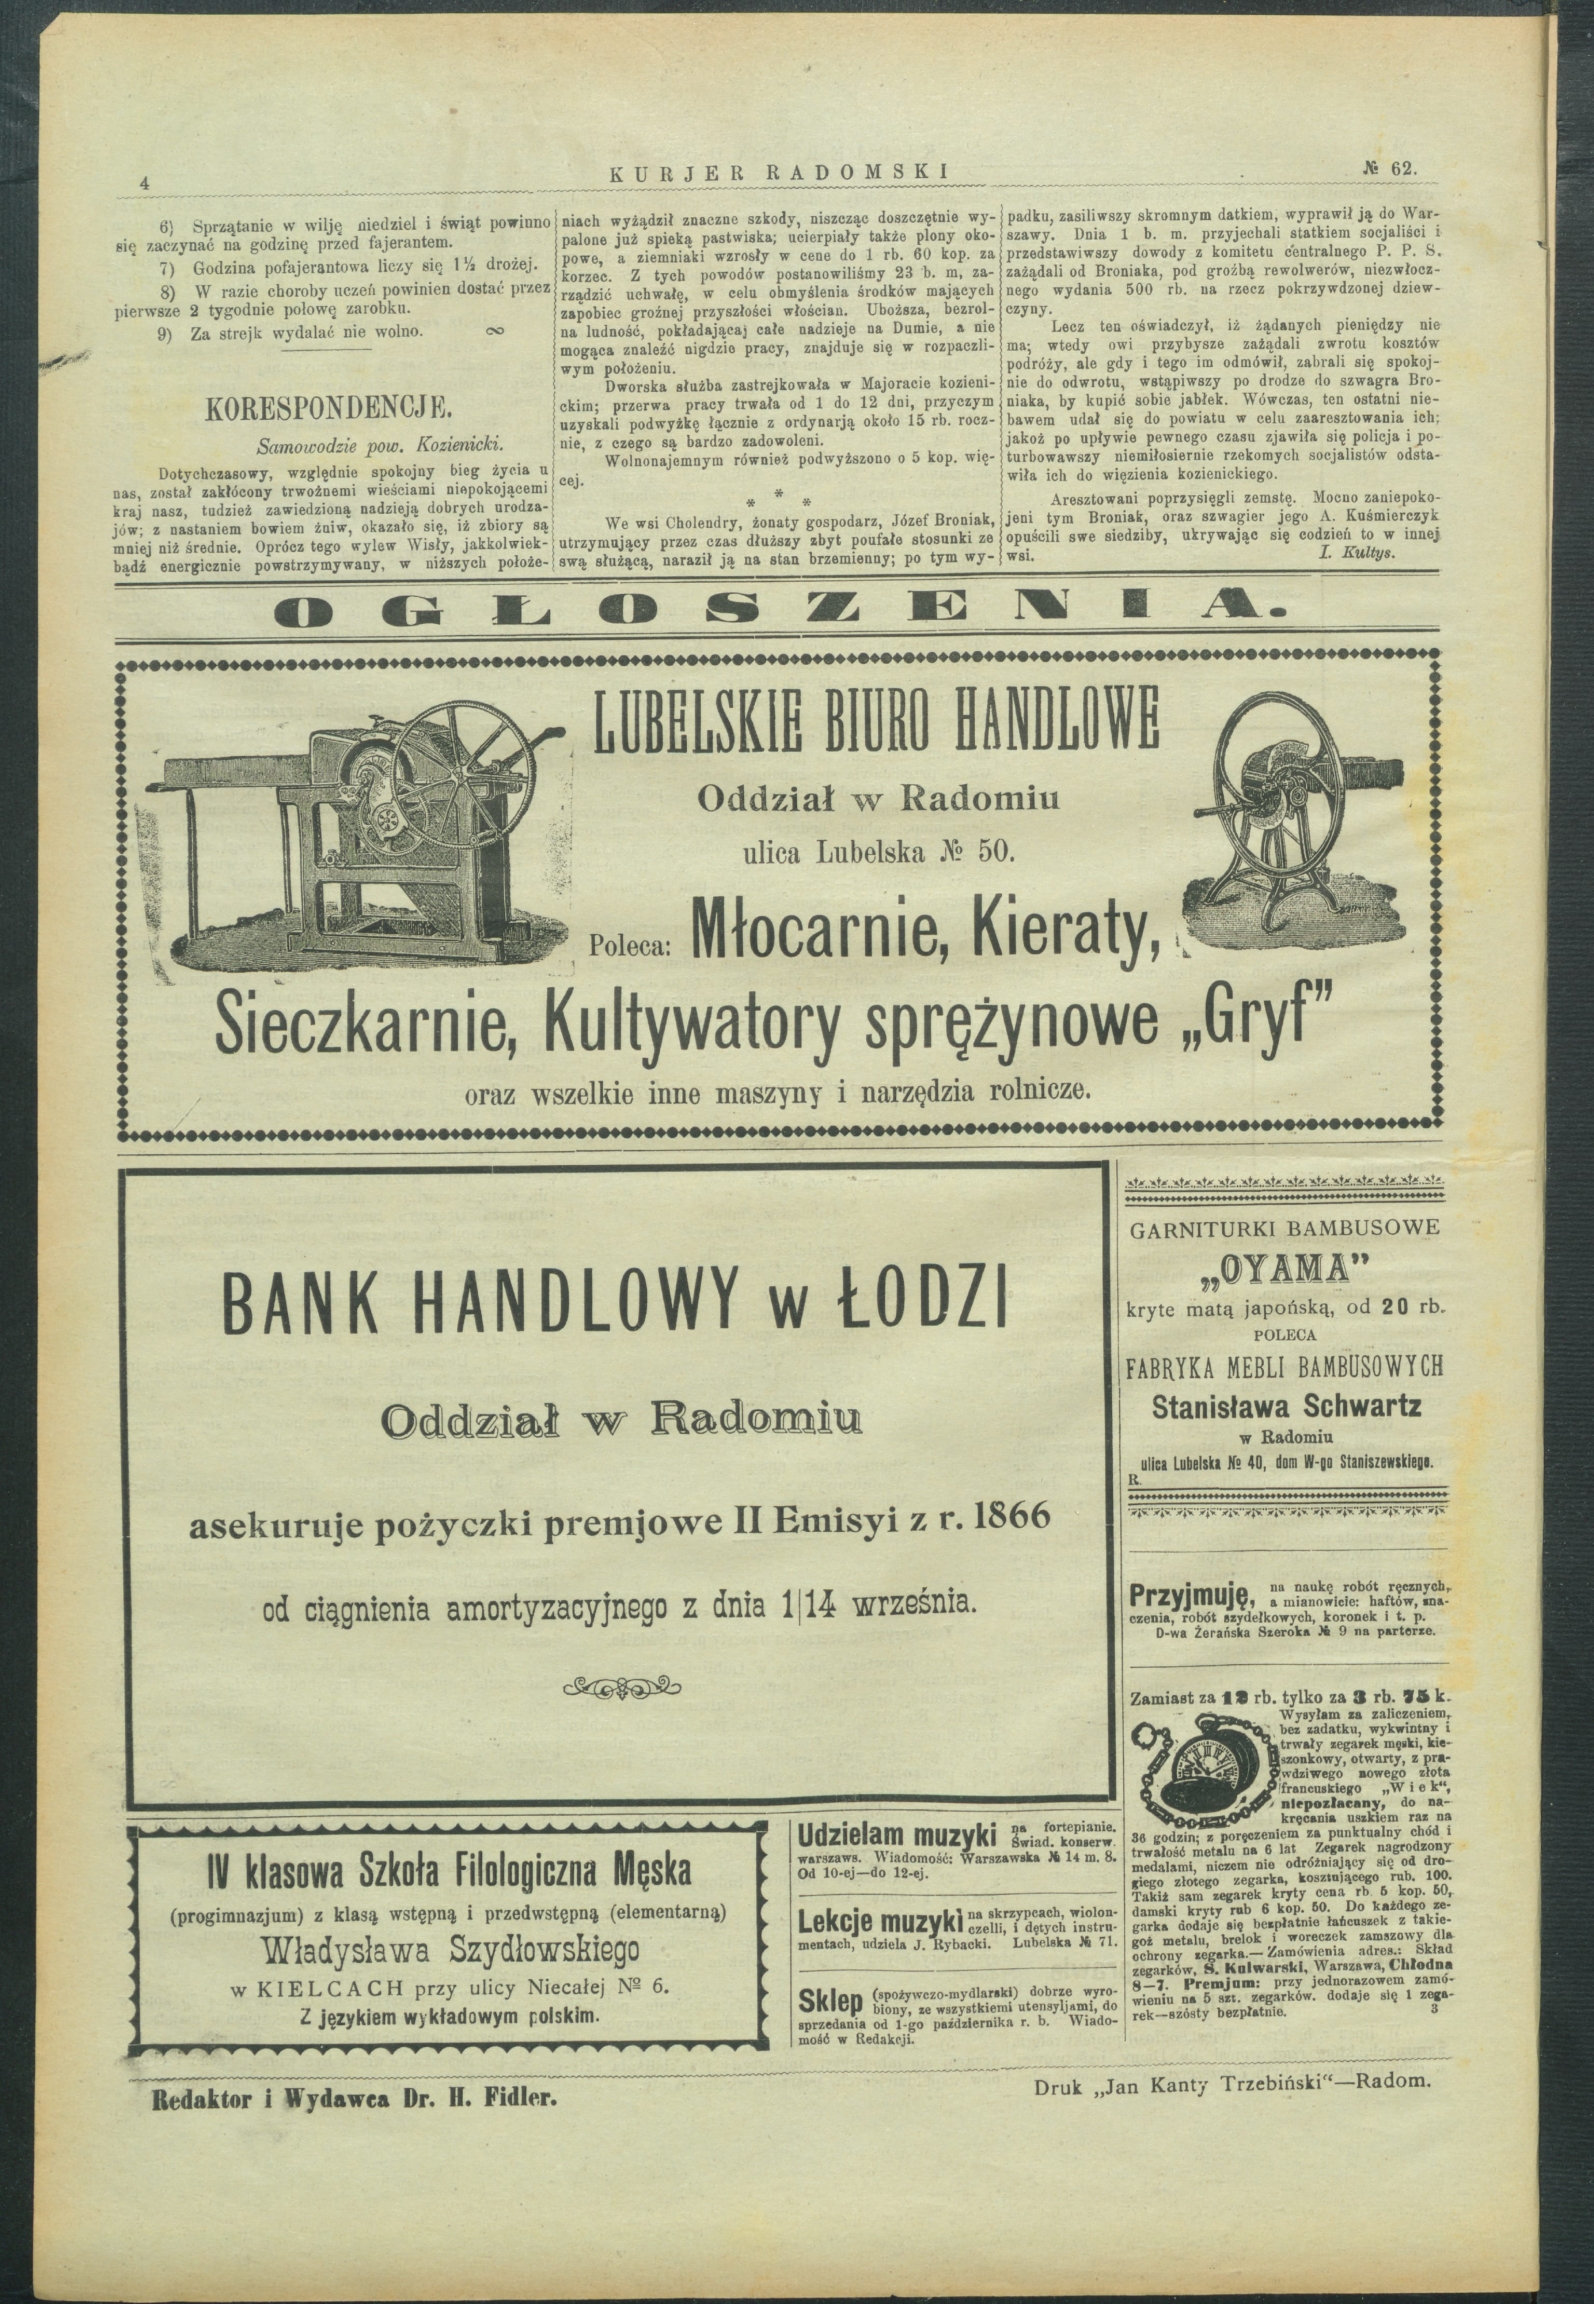 4
KURJER RADOMSKI
№ 62.
6) Sprzątanie w wilję niedziel i świąt powinno
się zaczynać na godzinę przed fajerantem.
7) Godzina pofajerantowa liczy się 1½ drożej.
8) W razie choroby uczeń powinien dostać przez
pierwsze 2 tygodnie połowę zarobku.
9) Za strejk wydalać nie wolno. ∞
KORESPONDENCJE.
Samowodzie pow. Kozienicki.
Dotychczasowy, względnie spokojny bieg życia u
nas, został zakłócony trwożnemi wieściami niepokojącemi
kraj nasz, tudzież zawiedzioną nadzieją dobrych urodza-
jów; z nastaniem bowiem żniw, okazało się, iż zbiory są
mniej niż średnie. Oprócz tego wylew Wisły, jakkolwiek-
bądź energicznie powstrzymywany, w niższych położe-
niach wyżądził znaczne szkody, niszcząc doszczętnie wy-
palone już spieką pastwiska; ucierpiały także plony oko-
powe, a ziemniaki wzrosły w cene do 1 rb. 60 kop. za
korzec. Z tych powodów postanowiliśmy 23 b. m, za-
rządzić uchwałę, w celu obmyślenia środków mających
zapobiec groźnej przyszłości włościan. Uboższa, bezrol-
na ludność, pokładającaj całe nadzieje na Dumie, a nie
mogąca znaleźć nigdzie pracy, znajduje się w rozpaczli-
wym położeniu.
Dworska służba zastrejkowała w Majoracie kozieni-
ckim; przerwa pracy trwała od 1 do 12 dni, przyczym
uzyskali podwyżkę łącznie z ordynarją około 15 rb. rocz-
nie, z czego są bardzo zadowoleni.
Wolnonajemnym również podwyższono o 5 kop. wię-
cej.
* * *
We wsi Cholendry, żonaty gospodarz, Józef Broniak,
utrzymujący przez czas dłuższy zbyt poufałe stosunki ze
swą służącą, naraził ją na stan brzemienny; po tym wy-
padku, zasiliwszy skromnym datkiem, wyprawił ją do War-
szawy. Dnia 1 b. m. przyjechali statkiem socjaliści i
przedstawiwszy dowody z komitetu centralnego P. P. S.
zażądali od Broniaka, pod groźbą rewolwerów, niezwłocz-
nego wydania 500 rb. na rzecz pokrzywdzonej dziew-
czyny.
Lecz ten oświadczył, iż żądanych pieniędzy nie
ma; wtedy owi przybysze zażądali zwrotu kosztów
podróży, ale gdy i tego im odmówił, zabrali się spokoj-
nie do odwrotu, wstąpiwszy po drodze do szwagra Bro-
niaka, by kupić sobie jabłek. Wówczas, ten ostatni nie-
bawem udał się do powiatu w celu zaaresztowania ich;
jakoż po upływie pewnego czasu zjawiła się policja i po-
turbowawszy niemiłosiernie rzekomych socjalistów odsta-
wiła ich do więzienia kozienickiego.
Aresztowani poprzysięgli zemstę. Mocno zaniepoko-
jeni tym Broniak, oraz szwagier jego A. Kuśmierczyk
opuścili swe siedziby, ukrywając się codzień to w innej
wsi. I. Kultys.
OGŁOSZENIA.
LUBELSKIE BIURO HANDLOWE
Oddział w Radomiu
ulica Lubelska № 50.
Poleca: Młocarnie, Kieraty,
Sieczkarnie, Kultywatory sprężynowe „Gryf”
oraz wszelkie inne maszyny i narzędzia rolnicze.
BANK HANDLOWY w ŁODZI
Oddział w Radomiu
asekuruje pożyczki premjowe II Emisyi z r. 1866
od ciągnienia amortyzacyjnego z dnia 1|14 września.
GARNITURKI BAMBUSOWE
„OYAMA”
kryte matą japońską, od 20 rb.
POLECA
FABRYKA MEBLI BAMBUSOWYCH
Stanisława Schwartz
w Radomiu
ulica Lubelska № 40, dom W-go Staniszewskiego.
R.
Przyjmuję, na naukę robót ręcznych,
a mianowicie: haftów, zna-
czenia, robót szydełkowych, koronek i t. p.
D-wa Żerańska Szeroka № 9 na parterze.
Zamiast za 12 rb. tylko za 3 rb. 75 k.
Wysyłam za zaliczeniem,
bez zadatku, wykwintny i
trwały zegarek męski, kie-
szonkowy, otwarty, z pra-
wdziwego nowego złota
francuskiego „Wiek“,
niepozłacany, do na-
kręcania uszkiem raz na
36 godzin; z poręczeniem za punktualny chód i
trwałość metalu na 6 lat Zegarek nagrodzony
medalami, niczem nie odróżniający się od dro-
giego złotego zegarka, kosztującego rub. 100.
Takiż sam zegarek kryty cena rb. 5 kop. 50,
damski kryty rub 6 kop. 50. Do każdego ze-
garka dodaje się bezpłatnie łańcuszek z takie-
goż metalu, brelok i woreczek zamszowy dla
ochrony zegarka.—Zamówienia adres.: Skład
zegarków, S. Kulwarski, Warszawa, Chłodna
8—7. Premjum: przy jednorazowem zamó-
wieniu na 5 szt. zegarków. dodaje się 1 zega-
rek—szósty bezpłatnie. 3
IV klasowa Szkoła Filologiczna Męska
(progimnazjum) z klasą wstępną i przedwstępną (elementarną)
Władysława Szydłowskiego
w KIELCACH przy ulicy Niecałej № 6.
Z językiem wykładowym polskim.
Udzielam muzyki na fortepianie.
Świad. konserw.
warszaws. Wiadomość: Warszawska № 14 m. 8.
Od 10-ej—do 12-ej.
Lekcje muzyki na skrzypcach, wiolon-
czelli, i dętych instru-
mentach, udziela J. Rybacki. Lubelska № 71.
Sklep (spożywczo-mydlarski) dobrze wyro-
biony, ze wszystkiemi utensyljami, do
sprzedania od 1-go października r. b. Wiado-
mość w Redakcji.
Redaktor i Wydawca Dr. H. Fidler.
Druk „Jan Kanty Trzebiński“—Radom.